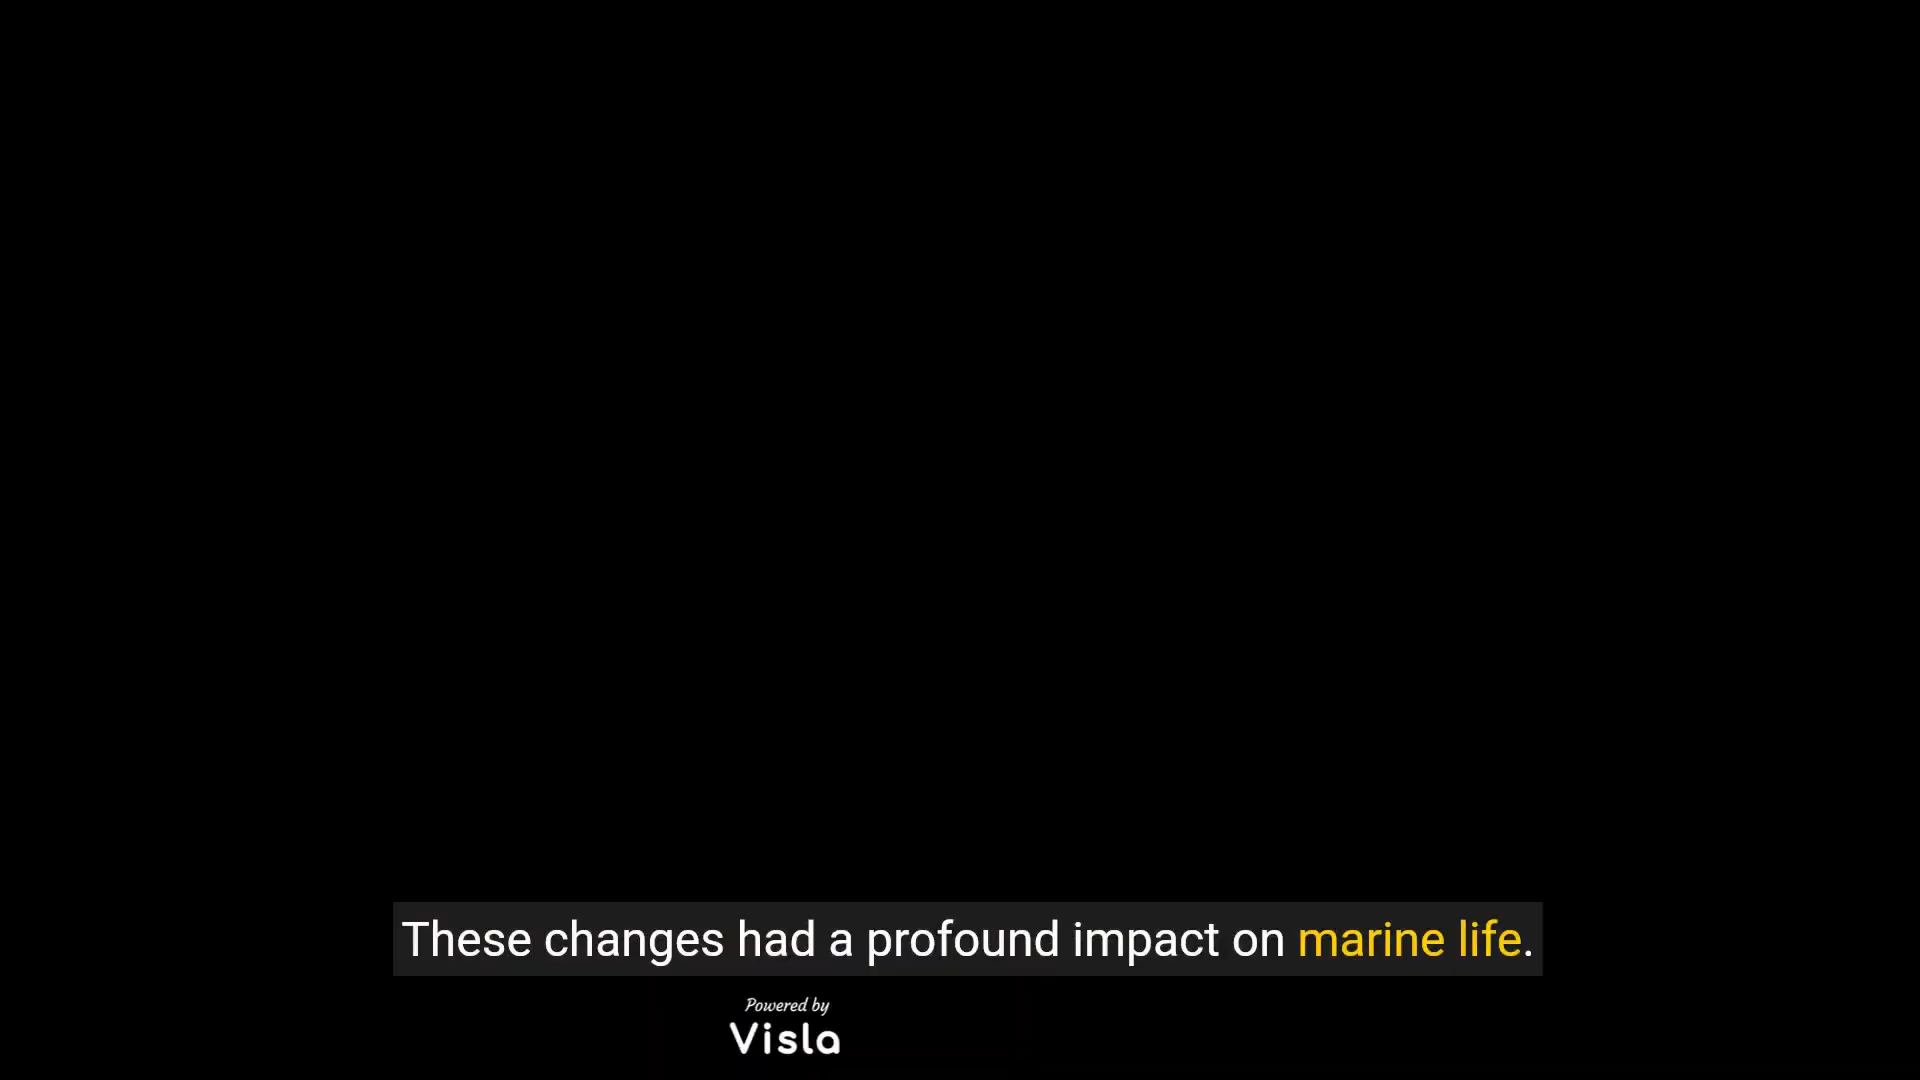 These changes had a profound impact on marine life.
Powered by
Visla